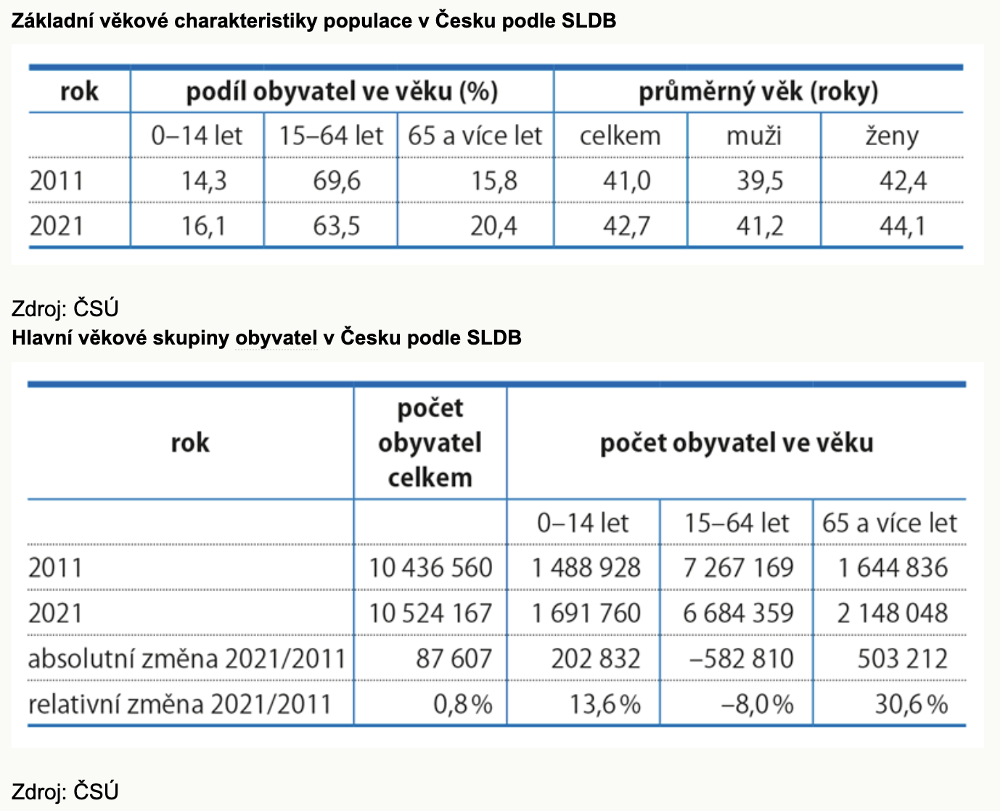 Základní věkové charakteristiky populace v Česku podle SLDB
rok podíl obyvatel ve věku (%) průměrný věk (roky)
0–14 let 15–64 let 65 a více let celkem muži ženy
2011 14,3 69,6 15,8 41,0 39,5 42,4
2021 16,1 63,5 20,4 42,7 41,2 44,1
Zdroj: ČSÚ
Hlavní věkové skupiny obyvatel v Česku podle SLDB
rok počet obyvatel celkem počet obyvatel ve věku
0–14 let 15–64 let 65 a více let
2011 10 436 560 1 488 928 7 267 169 1 644 836
2021 10 524 167 1 691 760 6 684 359 2 148 048
absolutní změna 2021/2011 87 607 202 832 –582 810 503 212
relativní změna 2021/2011 0,8 % 13,6 % –8,0 % 30,6 %
Zdroj: ČSÚ